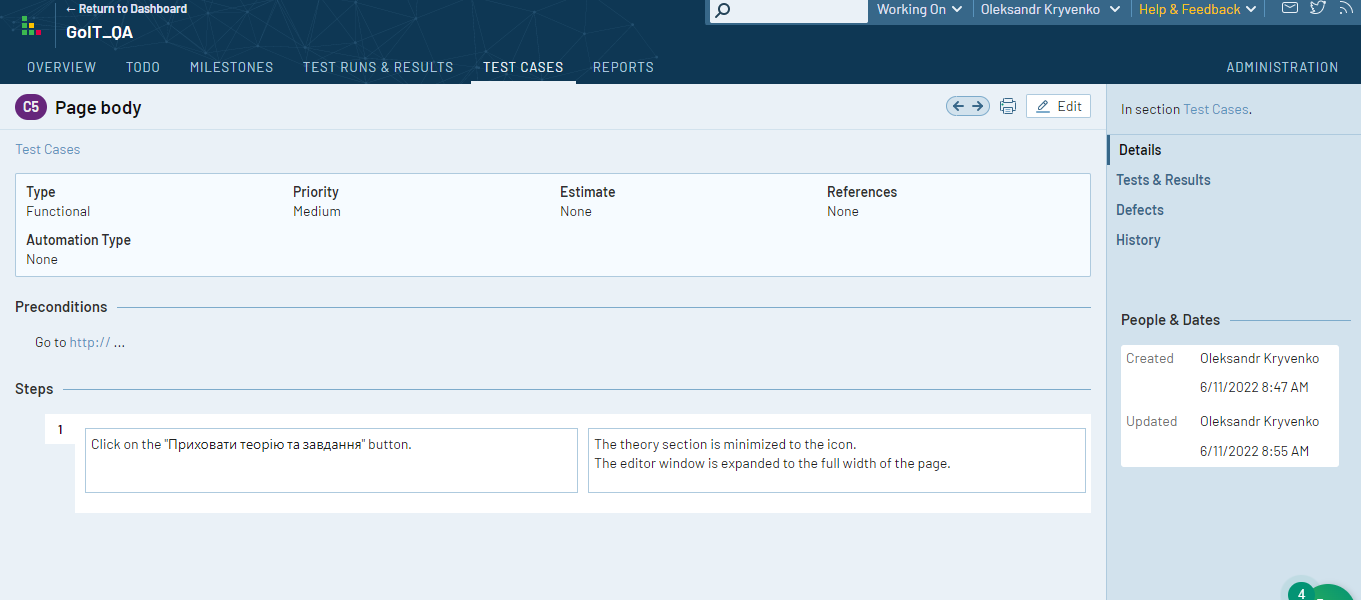 ← Return to Dashboard
GoIT_QA
Working On
Oleksandr Kryvenko
Help & Feedback
OVERVIEW
TODO
MILESTONES
TEST RUNS & RESULTS
TEST CASES
REPORTS
ADMINISTRATION
C5 Page body
Edit
Test Cases
Type
Functional
Priority
Medium
Estimate
None
References
None
Automation Type
None
Preconditions
Go to http:// ...
Steps
1
Click on the "Приховати теорію та завдання" button.
The theory section is minimized to the icon.
The editor window is expanded to the full width of the page.
In section Test Cases.
Details
Tests & Results
Defects
History
People & Dates
Created Oleksandr Kryvenko
6/11/2022 8:47 AM
Updated Oleksandr Kryvenko
6/11/2022 8:55 AM
4